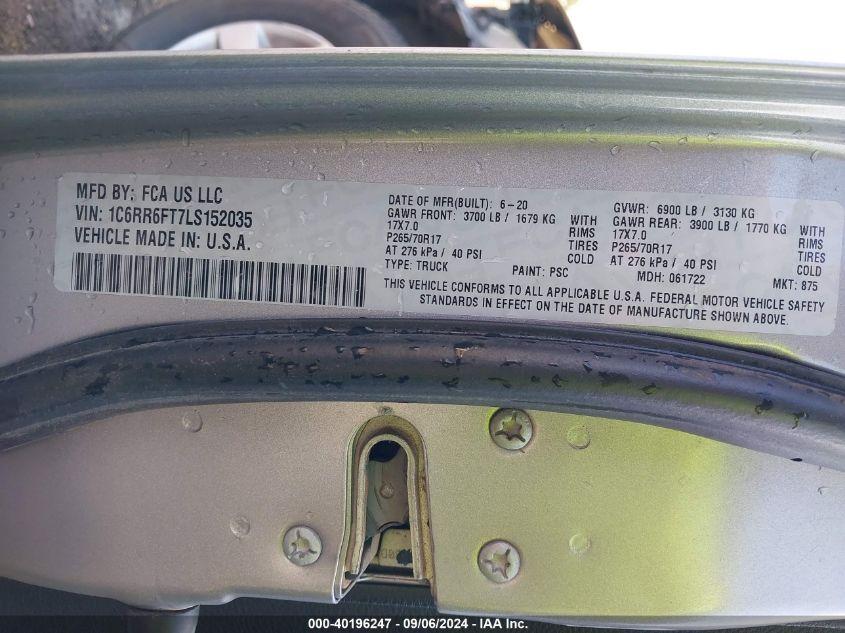 MFD BY: FCA US LLC
VIN: 1C6RR6FT7LS152035
VEHICLE MADE IN: U.S.A.
DATE OF MFR(BUILT): 6-20
GAWR FRONT: 3700 LB / 1679 KG WITH
17X7.0 RIMS
P265/70R17 TIRES
AT 276 kPa / 40 PSI COLD
TYPE: TRUCK PAINT: PSC
GVWR: 6900 LB / 3130 KG
GAWR REAR: 3900 LB / 1770 KG WITH
17X7.0 RIMS
P265/70R17 TIRES
AT 276 kPa / 40 PSI COLD
MDH: 061722 MKT: 875
THIS VEHICLE CONFORMS TO ALL APPLICABLE U.S.A. FEDERAL MOTOR VEHICLE SAFETY
STANDARDS IN EFFECT ON THE DATE OF MANUFACTURE SHOWN ABOVE.
000-40196247 - 09/06/2024 - IAA Inc.